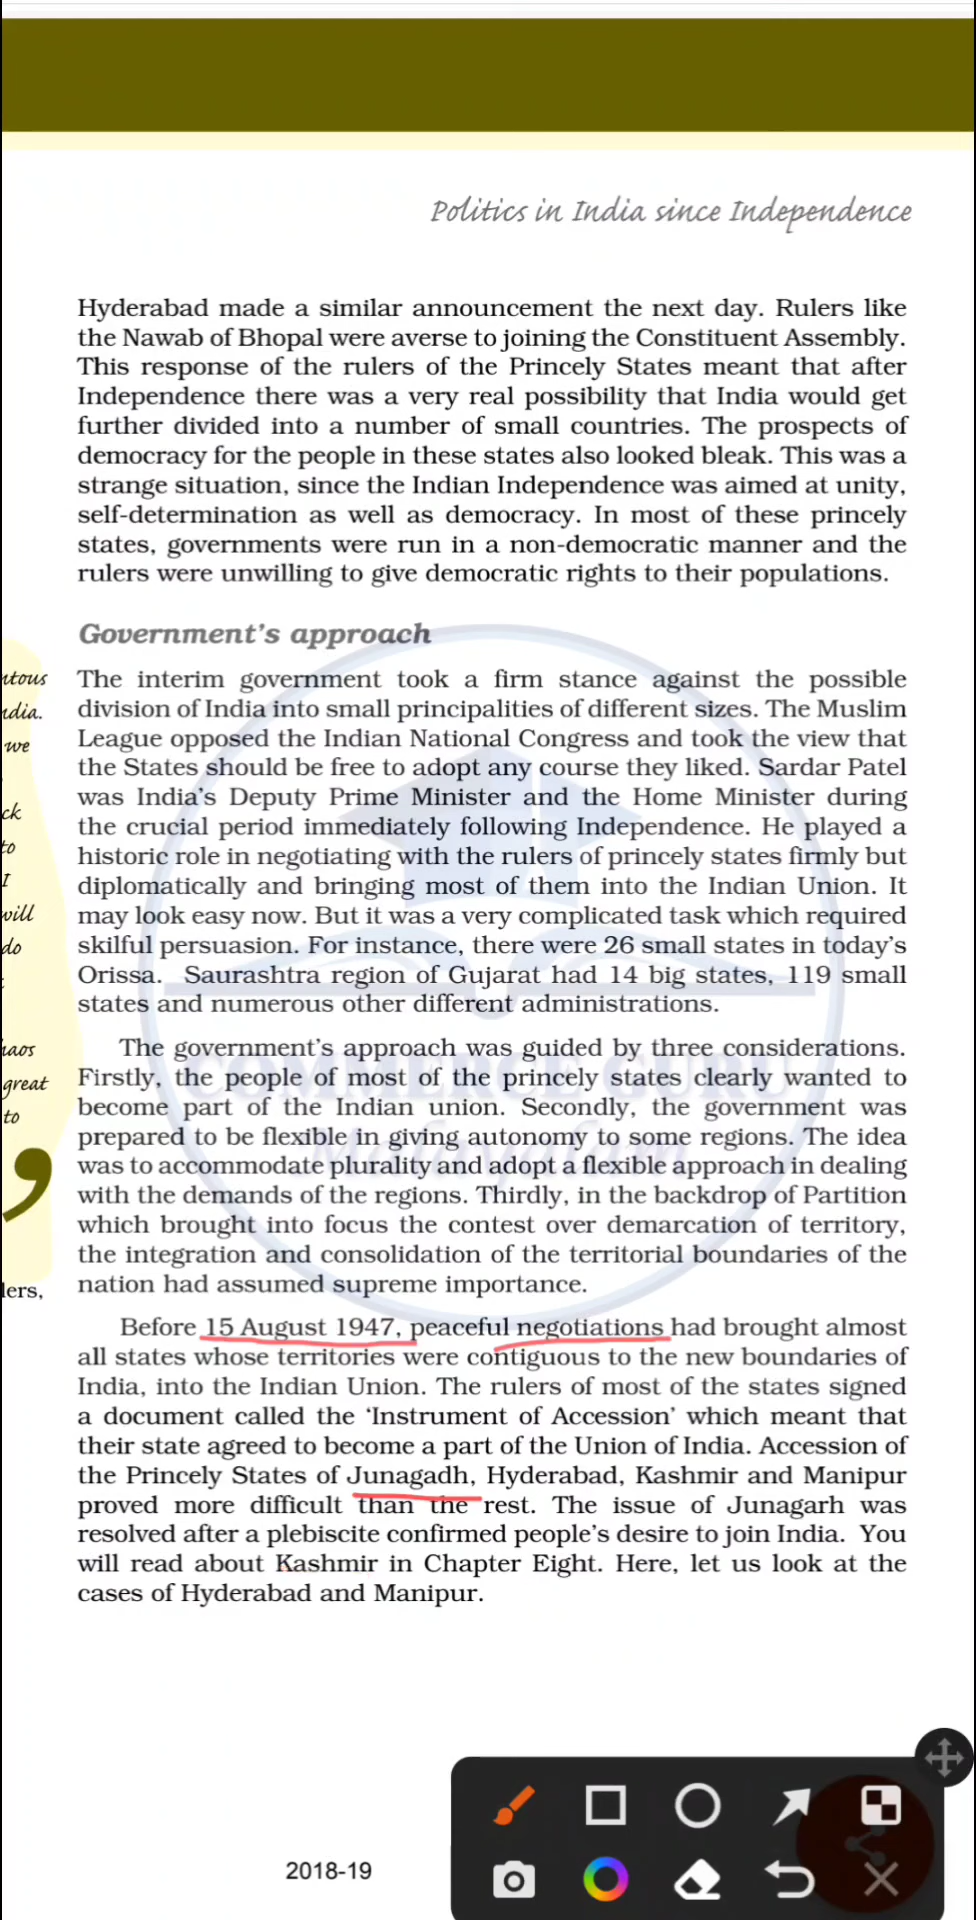 Politics in India since Independence
Hyderabad made a similar announcement the next day. Rulers like
the Nawab of Bhopal were averse to joining the Constituent Assembly.
This response of the rulers of the Princely States meant that after
Independence there was a very real possibility that India would get
further divided into a number of small countries. The prospects of
democracy for the people in these states also looked bleak. This was a
strange situation, since the Indian Independence was aimed at unity,
self-determination as well as democracy. In most of these princely
states, governments were run in a non-democratic manner and the
rulers were unwilling to give democratic rights to their populations.
Government's approach
The interim government took a firm stance against the possible
division of India into small principalities of different sizes. The Muslim
League opposed the Indian National Congress and took the view that
the States should be free to adopt any course they liked. Sardar Patel
was India's Deputy Prime Minister and the Home Minister during
the crucial period immediately following Independence. He played a
historic role in negotiating with the rulers of princely states firmly but
diplomatically and bringing most of them into the Indian Union. It
may look easy now. But it was a very complicated task which required
skilful persuasion. For instance, there were 26 small states in today's
Orissa. Saurashtra region of Gujarat had 14 big states, 119 small
states and numerous other different administrations.
The government's approach was guided by three considerations.
Firstly, the people of most of the princely states clearly wanted to
become part of the Indian union. Secondly, the government was
prepared to be flexible in giving autonomy to some regions. The idea
was to accommodate plurality and adopt a flexible approach in dealing
with the demands of the regions. Thirdly, in the backdrop of Partition
which brought into focus the contest over demarcation of territory,
the integration and consolidation of the territorial boundaries of the
nation had assumed supreme importance.
Before 15 August 1947, peaceful negotiations had brought almost
all states whose territories were contiguous to the new boundaries of
India, into the Indian Union. The rulers of most of the states signed
a document called the 'Instrument of Accession' which meant that
their state agreed to become a part of the Union of India. Accession of
the Princely States of Junagadh, Hyderabad, Kashmir and Manipur
proved more difficult than the rest. The issue of Junagarh was
resolved after a plebiscite confirmed people's desire to join India. You
will read about Kashmir in Chapter Eight. Here, let us look at the
cases of Hyderabad and Manipur.
we
to
I
do
great
to
COMMERCE GURU
Malayalam
2018-19